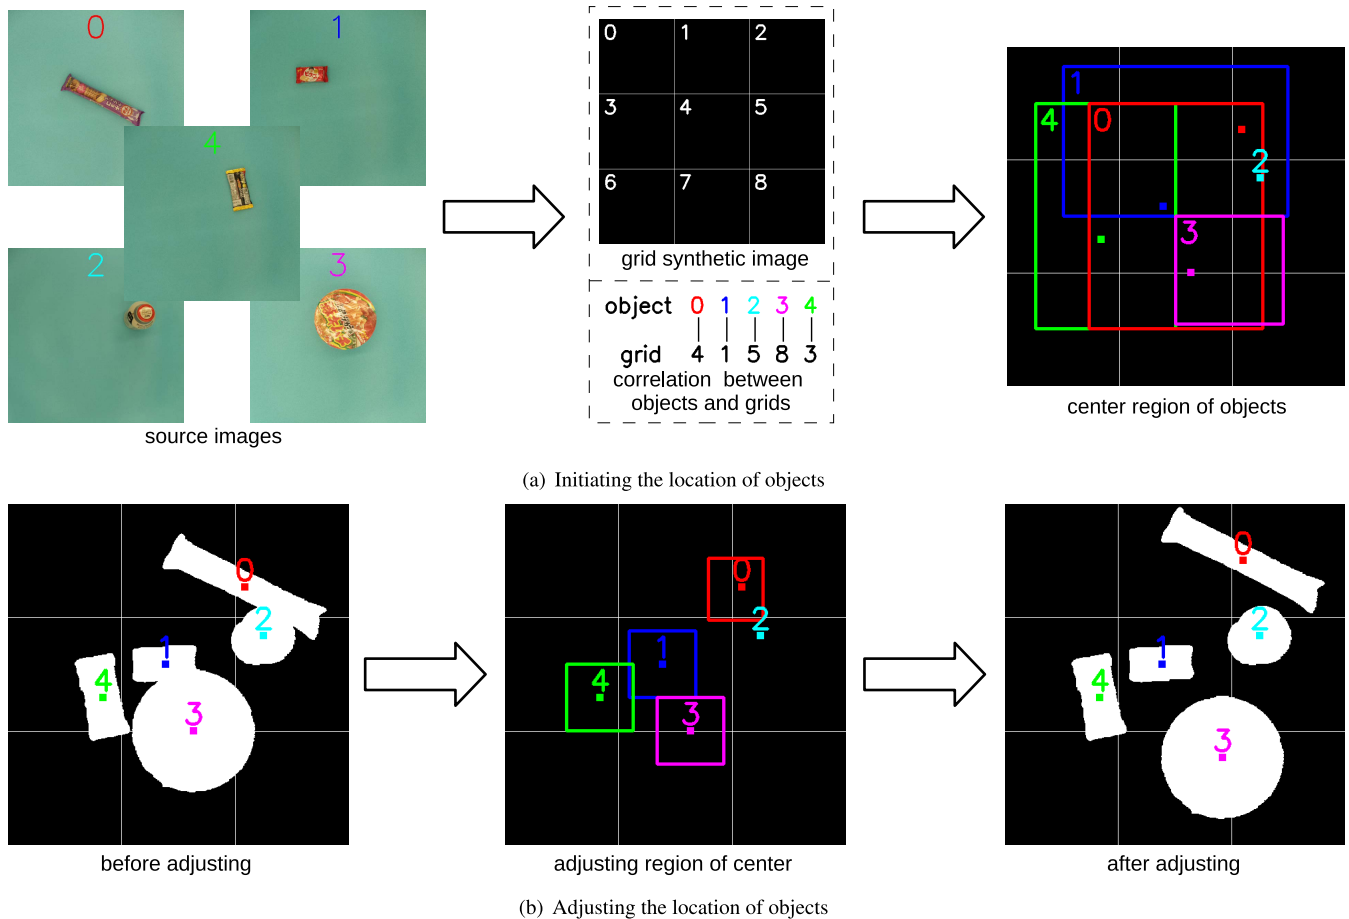 0
1
4
2
3
source images
0 1 2
3 4 5
6 7 8
grid synthetic image
object 0 1 2 3 4
grid 4 1 5 8 3
correlation between
objects and grids
1
4 0
2
3
center region of objects
(a) Initiating the location of objects
0
2
1
4
3
before adjusting
0
2
1
4
3
adjusting region of center
0
2
1
4
3
after adjusting
(b) Adjusting the location of objects